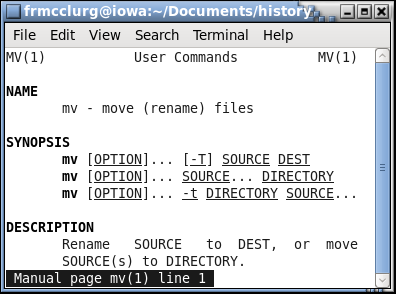 frmcclurg@iowa:~/Documents/history
File Edit View Search Terminal Help
MV(1) User Commands MV(1)
NAME
mv - move (rename) files
SYNOPSIS
mv [OPTION]... [-T] SOURCE DEST
mv [OPTION]... SOURCE... DIRECTORY
mv [OPTION]... -t DIRECTORY SOURCE...
DESCRIPTION
Rename SOURCE to DEST, or move
SOURCE(s) to DIRECTORY.
Manual page mv(1) line 1